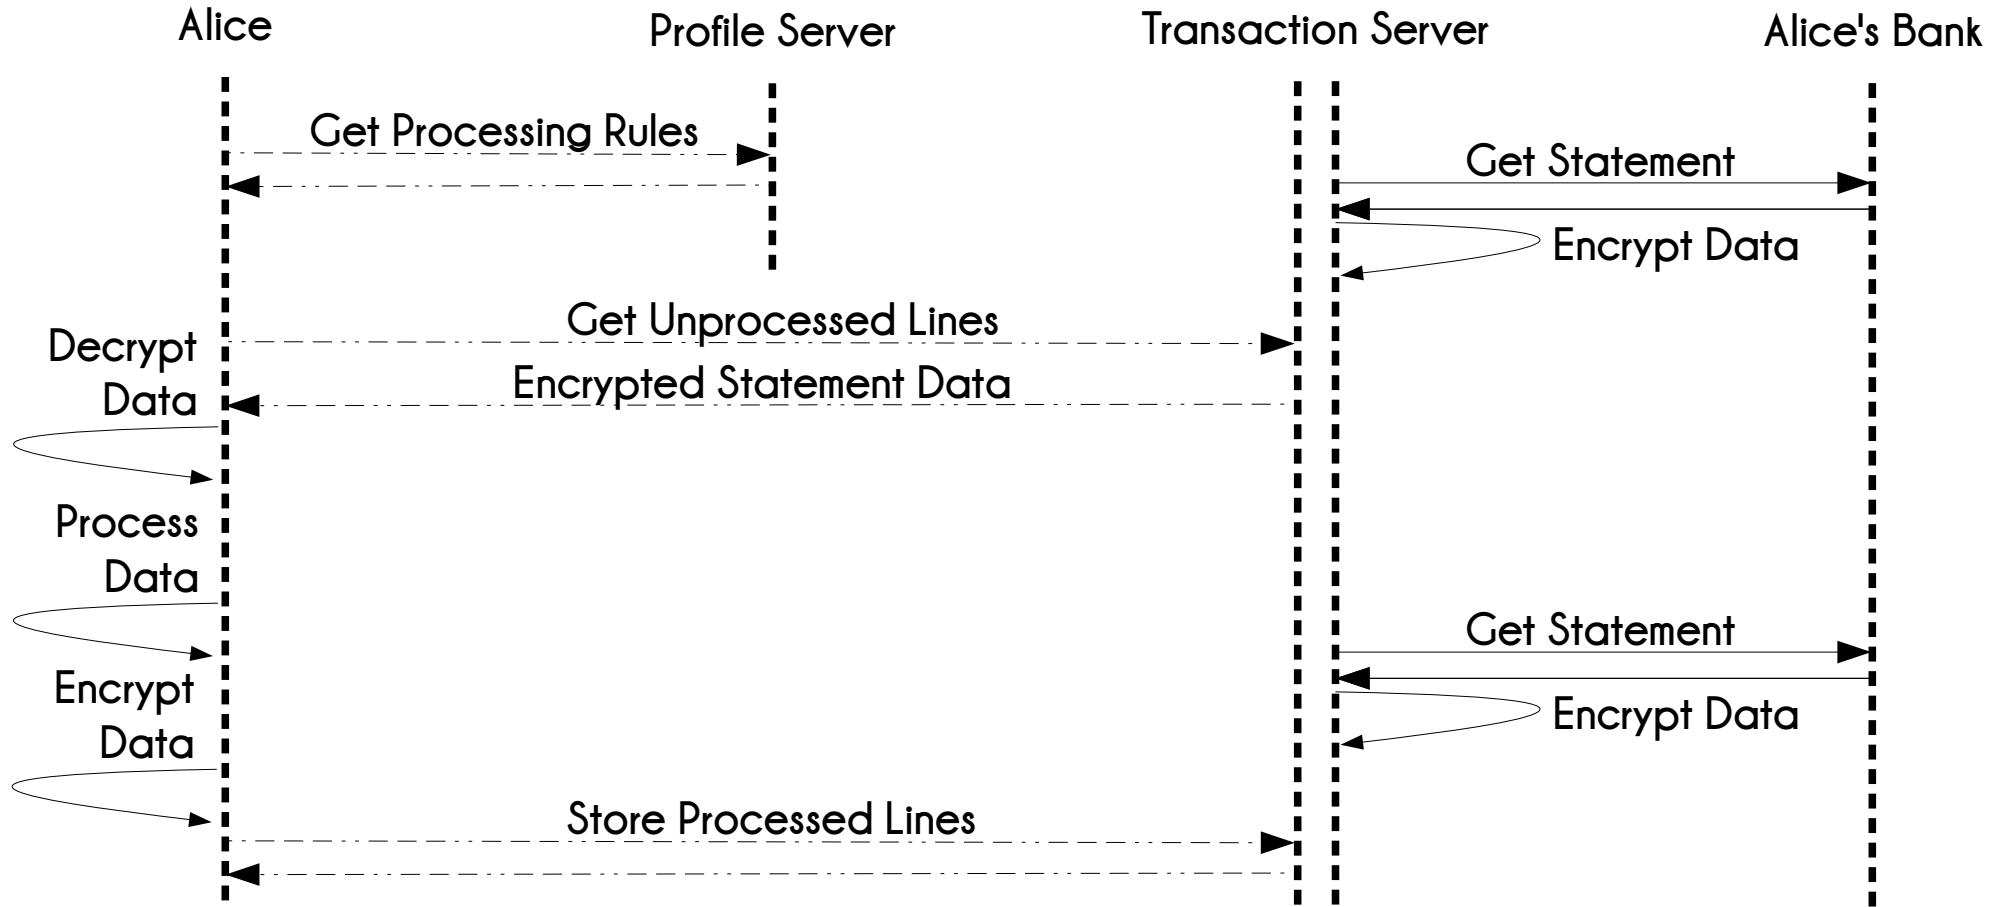 Alice
Profile Server
Transaction Server
Alice's Bank
Get Processing Rules
Get Statement
Encrypt Data
Get Unprocessed Lines
Decrypt
Data
Encrypted Statement Data
Process
Data
Get Statement
Encrypt
Data
Encrypt Data
Store Processed Lines